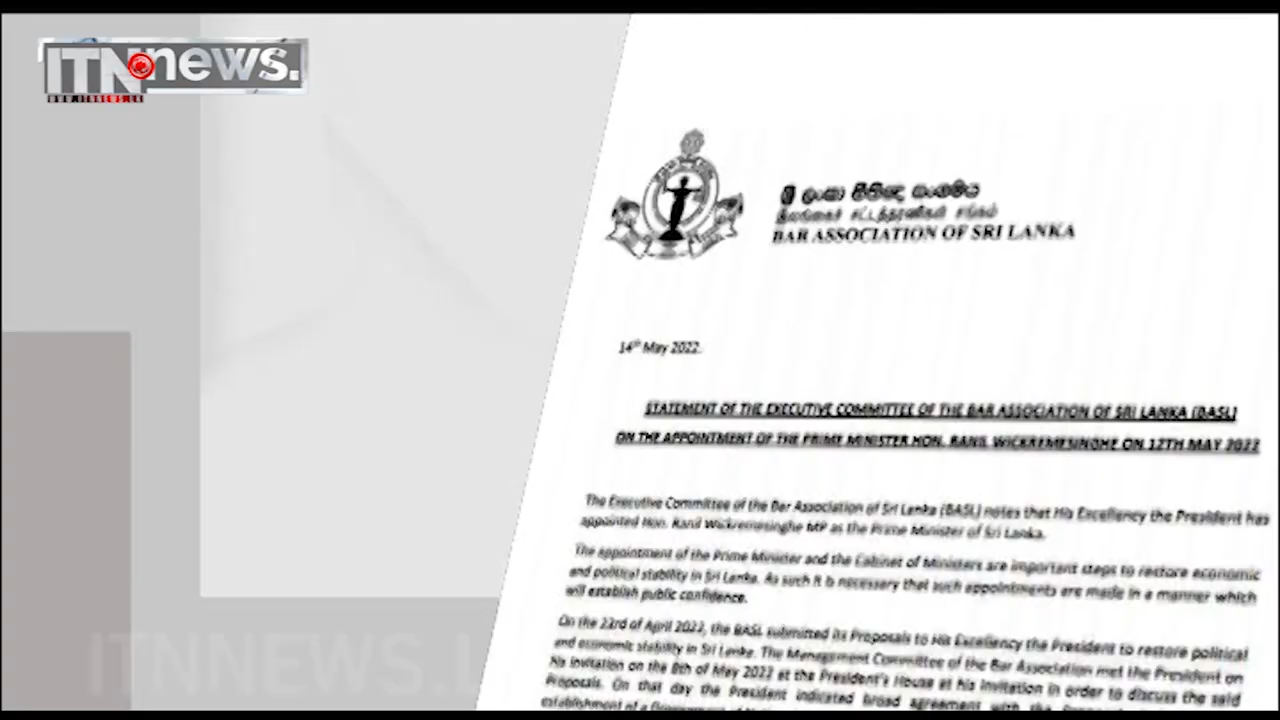 ITN news.
WWW.ITNNEWS.LK
ශ්‍රී ලංකා නීතිඥ සංගමය
இலங்கைச் சட்டத்தரணிகள் சங்கம்
BAR ASSOCIATION OF SRI LANKA
14th May 2022.
STATEMENT OF THE EXECUTIVE COMMITTEE OF THE BAR ASSOCIATION OF SRI LANKA (BASL)
ON THE APPOINTMENT OF THE PRIME MINISTER HON. RANIL WICKREMESINGHE ON 12TH MAY 2022
The Executive Committee of the Bar Association of Sri Lanka (BASL) notes that His Excellency the President has
appointed Hon. Ranil Wickremesinghe MP as the Prime Minister of Sri Lanka.
The appointment of the Prime Minister and the Cabinet of Ministers are important steps to restore economic
and political stability in Sri Lanka. As such it is necessary that such appointments are made in a manner which
will establish public confidence.
On the 23rd of April 2022, the BASL submitted its Proposals to His Excellency the President to restore political
and economic stability in Sri Lanka. The Management Committee of the Bar Association met the President on
his invitation on the 8th of May 2022 at the President's House at his invitation in order to discuss the said
Proposals. On that day the President indicated broad agreement with the
establishment of a Government of
ITNNEWS.L